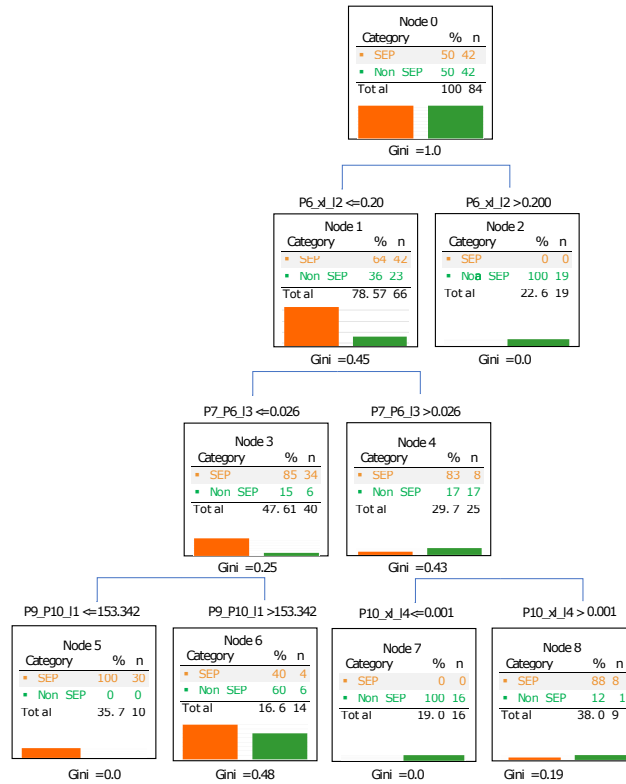 Node 0
Category % n
▪ SEP 50 42
▪ Non SEP 50 42
Total 100 84
Gini =1.0
P6_xl_l2 <=0.20 P6_xl_l2 >0.200
Node 1
Category % n
▪ SEP 64 42
▪ Non SEP 36 23
Total 78.57 66
Gini =0.45
Node 2
Category % n
▪ SEP 0 0
▪ Noa SEP 100 19
Total 22.6 19
Gini =0.0
P7_P6_l3 <=0.026 P7_P6_l3 >0.026
Node 3
Category % n
▪ SEP 85 34
▪ Non SEP 15 6
Total 47.61 40
Gini =0.25
Node 4
Category % n
▪ SEP 83 8
▪ Non SEP 17 17
Total 29.7 25
Gini =0.43
P9_P10_l1 <=153.342 P9_P10_l1 >153.342 P10_xl_l4<=0.001 P10_xl_l4 > 0.001
Node 5
Category % n
▪ SEP 100 30
▪ Non SEP 0 0
Total 35.7 10
Gini =0.0
Node 6
Category % n
▪ SEP 40 4
▪ Non SEP 60 6
Total 16.6 14
Gini =0.48
Node 7
Category % n
▪ SEP 0 0
▪ Non SEP 100 16
Total 19.0 16
Gini =0.0
Node 8
Category % n
▪ SEP 88 8
▪ Non SEP 12 1
Total 38.0 9
Gini =0.19